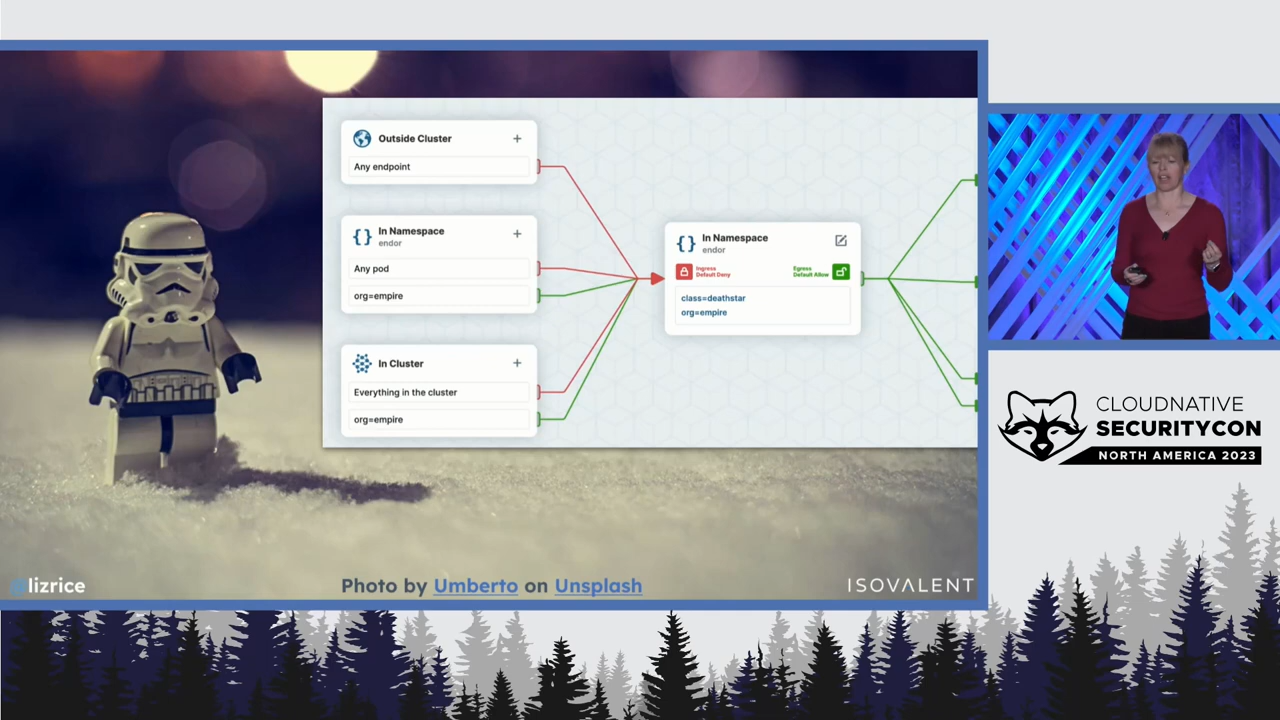 Outside Cluster
Any endpoint
In Namespace
endor
Any pod
org=empire
In Cluster
Everything in the cluster
org=empire
In Namespace
endor
Ingress
Default Deny
Egress
Default Allow
class=deathstar
org=empire
@lizrice
Photo by Umberto on Unsplash
ISOVALENT
CLOUDNATIVE
SECURITYCON
NORTH AMERICA 2023